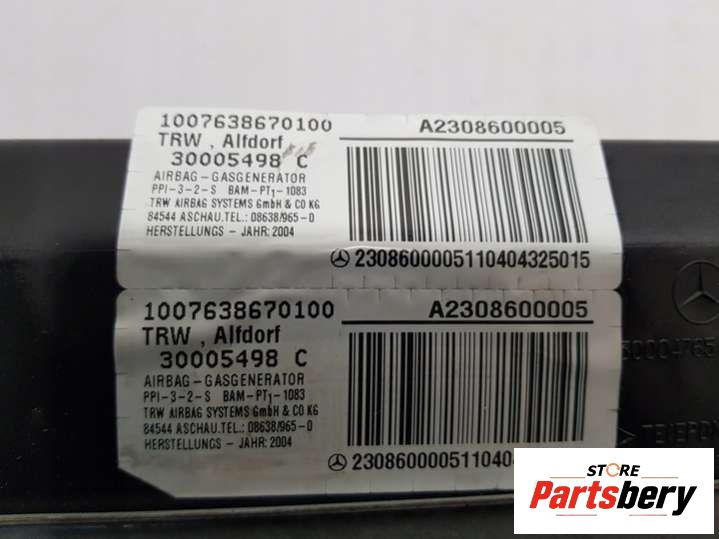 1007638670100
A2308600005
TRW , Alfdorf
30005498 C
AIRBAG-GASGENERATOR
PPI-3-2-S BAM-PT1-1083
TRW AIRBAG SYSTEMS GmbH & CO KG
84544 ASCHAU.TEL.: 08638/965-0
HERSTELLUNGS - JAHR: 2004
2308600005110404325015
1007638670100
A2308600005
TRW , Alfdorf
30005498 C
AIRBAG-GASGENERATOR
PPI-3-2-S BAM-PT1-1083
TRW AIRBAG SYSTEMS GmbH & CO KG
84544 ASCHAU.TEL.: 08638/965-0
HERSTELLUNGS - JAHR: 2004
STORE
Partsbery